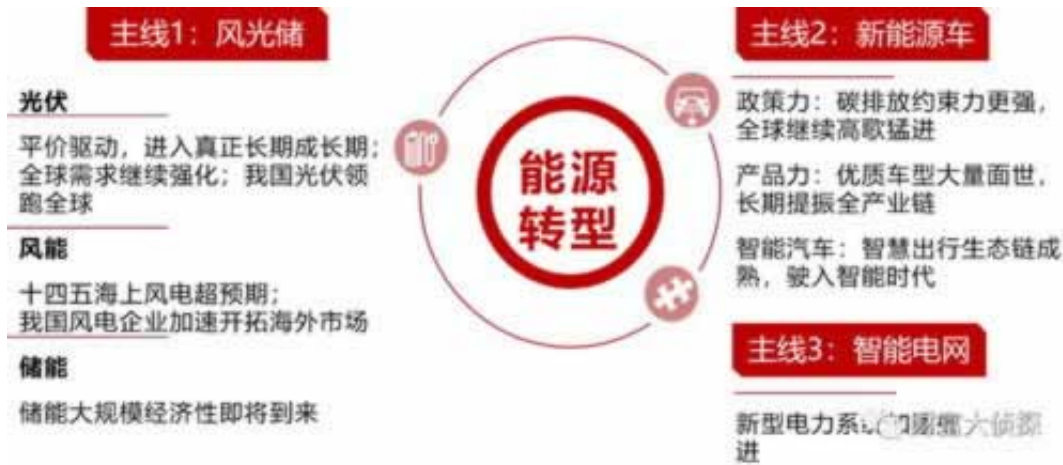 主线1：风光储
光伏
平价驱动，进入真正长期成长期；
全球需求继续强化；我国光伏领
跑全球
风能
十四五海上风电超预期；
我国风电企业加速开拓海外市场
储能
储能大规模经济性即将到来
能源
转型
主线2：新能源车
政策力：碳排放约束力更强，
全球继续高歌猛进
产品力：优质车型大量面世，
长期提振全产业链
智能汽车：智慧出行生态链成
熟，驶入智能时代
主线3：智能电网
新型电力系
进
大侦探